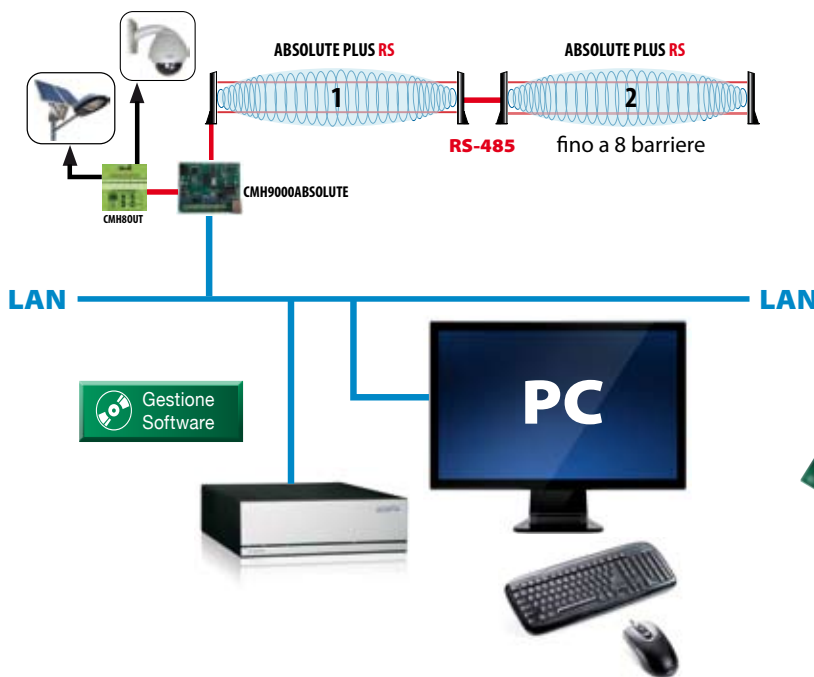 ABSOLUTE PLUS RS
ABSOLUTE PLUS RS
1
2
RS-485
fino a 8 barriere
CMH9000ABSOLUTE
CMH8OUT
LAN
LAN
Gestione
Software
PC